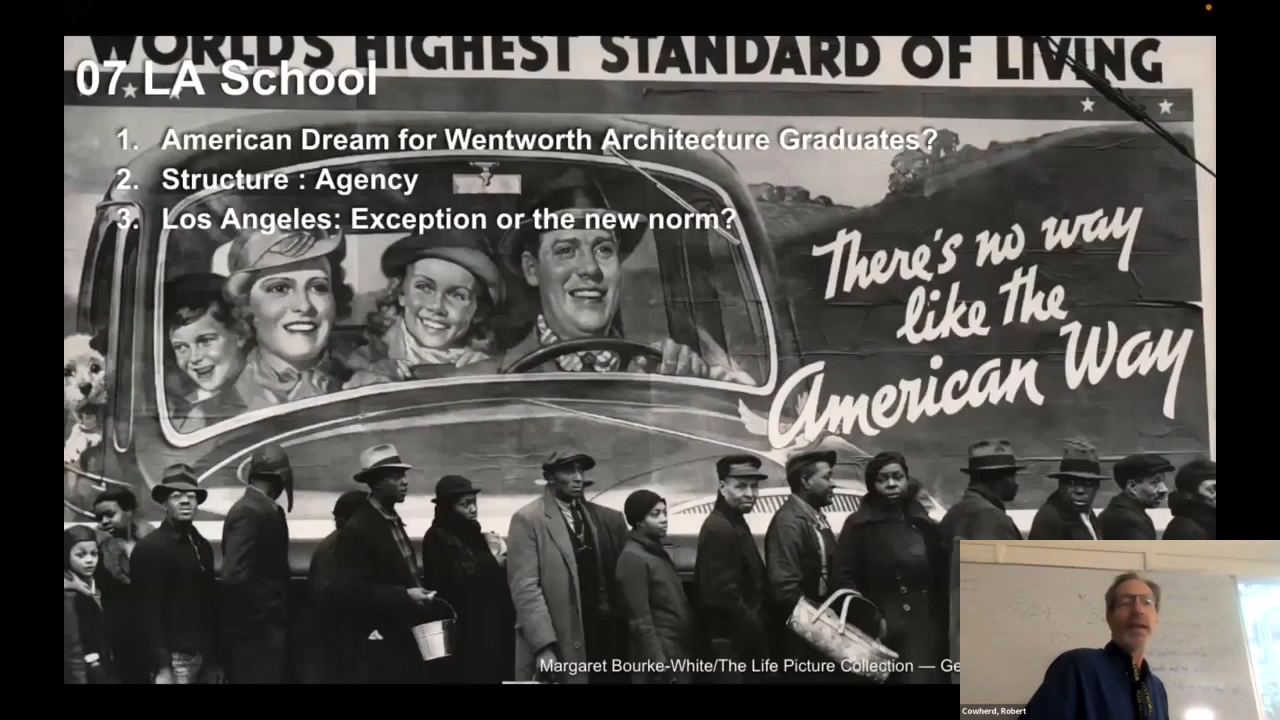 WORLD'S HIGHEST STANDARD OF LIVING
07 LA School
1. American Dream for Wentworth Architecture Graduates?
2. Structure : Agency
3. Los Angeles: Exception or the new norm?
There's no way
like the
American Way
Margaret Bourke-White/The Life Picture Collection — Ge
Cowherd, Robert